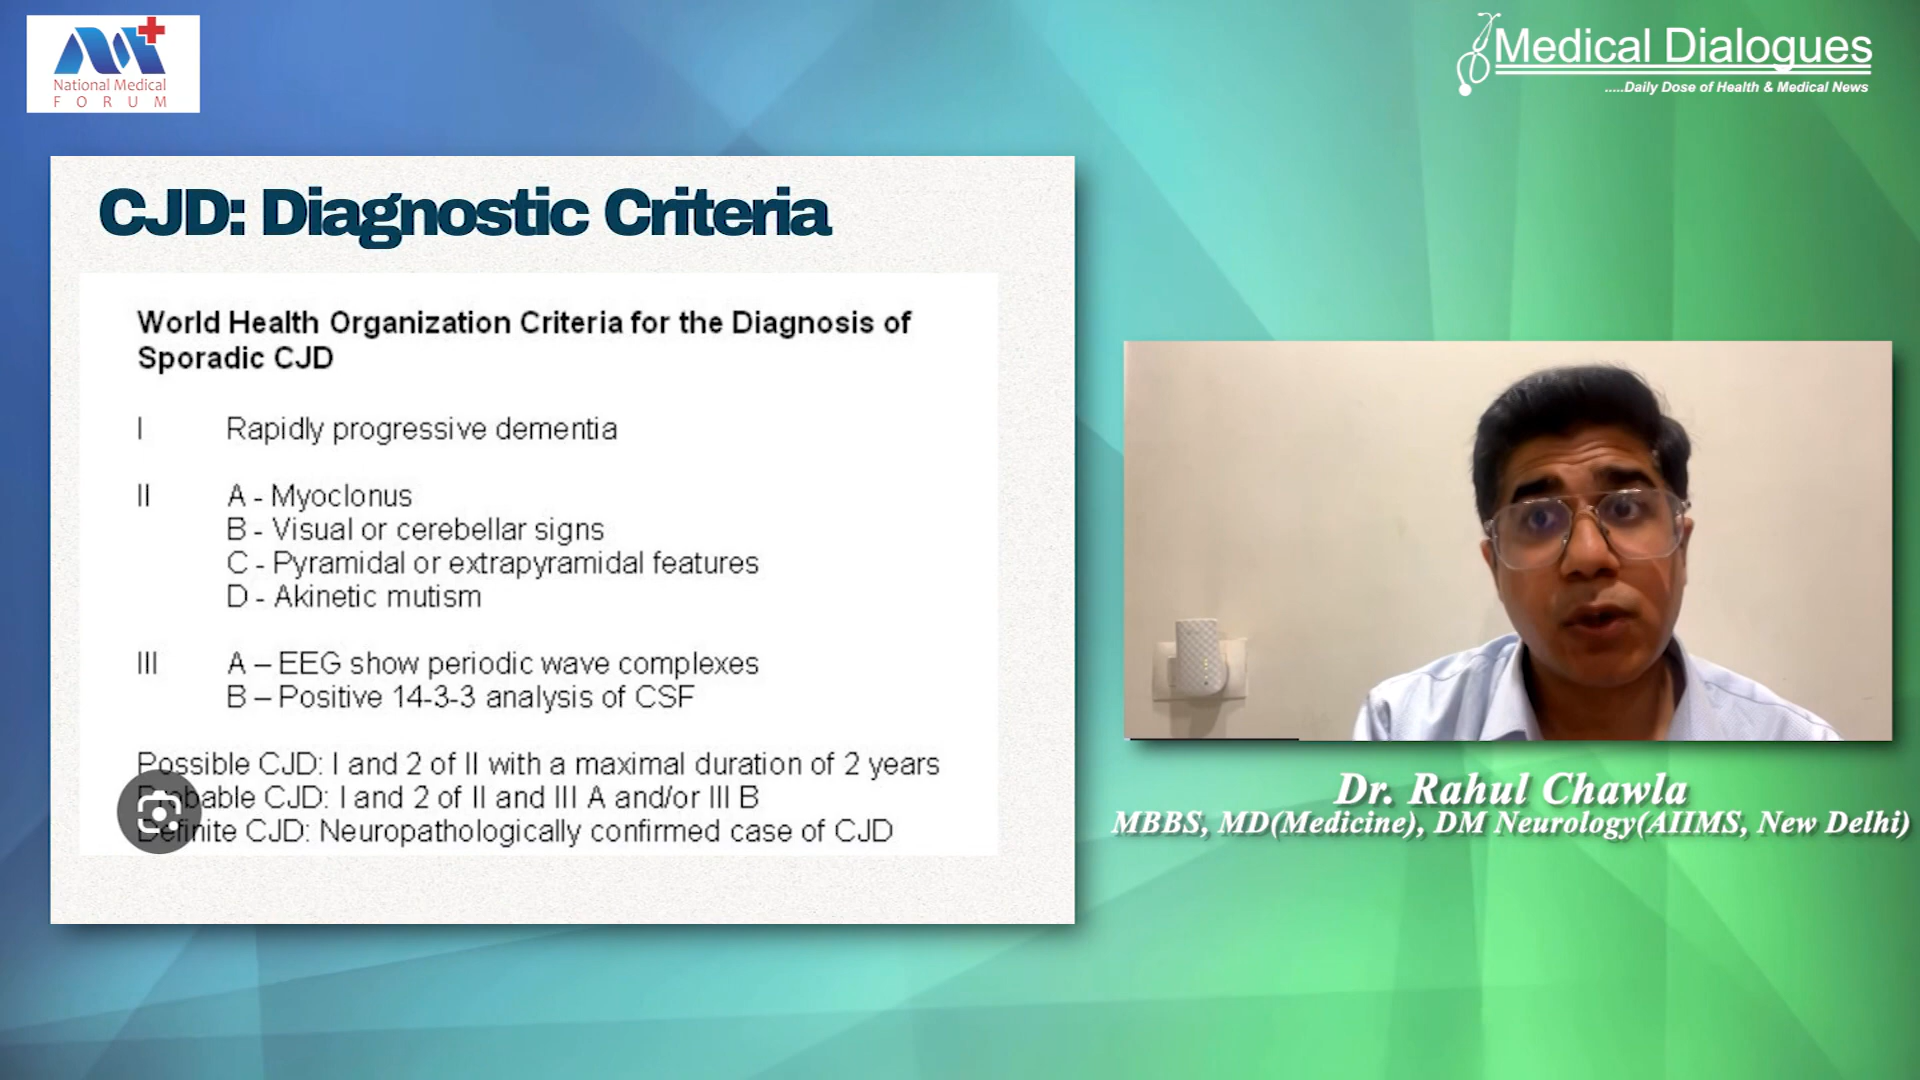 National Medical
FORUM
Medical Dialogues
.....Daily Dose of Health & Medical News
CJD: Diagnostic Criteria
World Health Organization Criteria for the Diagnosis of
Sporadic CJD
I Rapidly progressive dementia
II A - Myoclonus
B - Visual or cerebellar signs
C - Pyramidal or extrapyramidal features
D - Akinetic mutism
III A – EEG show periodic wave complexes
B – Positive 14-3-3 analysis of CSF
Possible CJD: I and 2 of II with a maximal duration of 2 years
Probable CJD: I and 2 of II and III A and/or III B
Definite CJD: Neuropathologically confirmed case of CJD
Dr. Rahul Chawla
MBBS, MD(Medicine), DM Neurology(AIIMS, New Delhi)